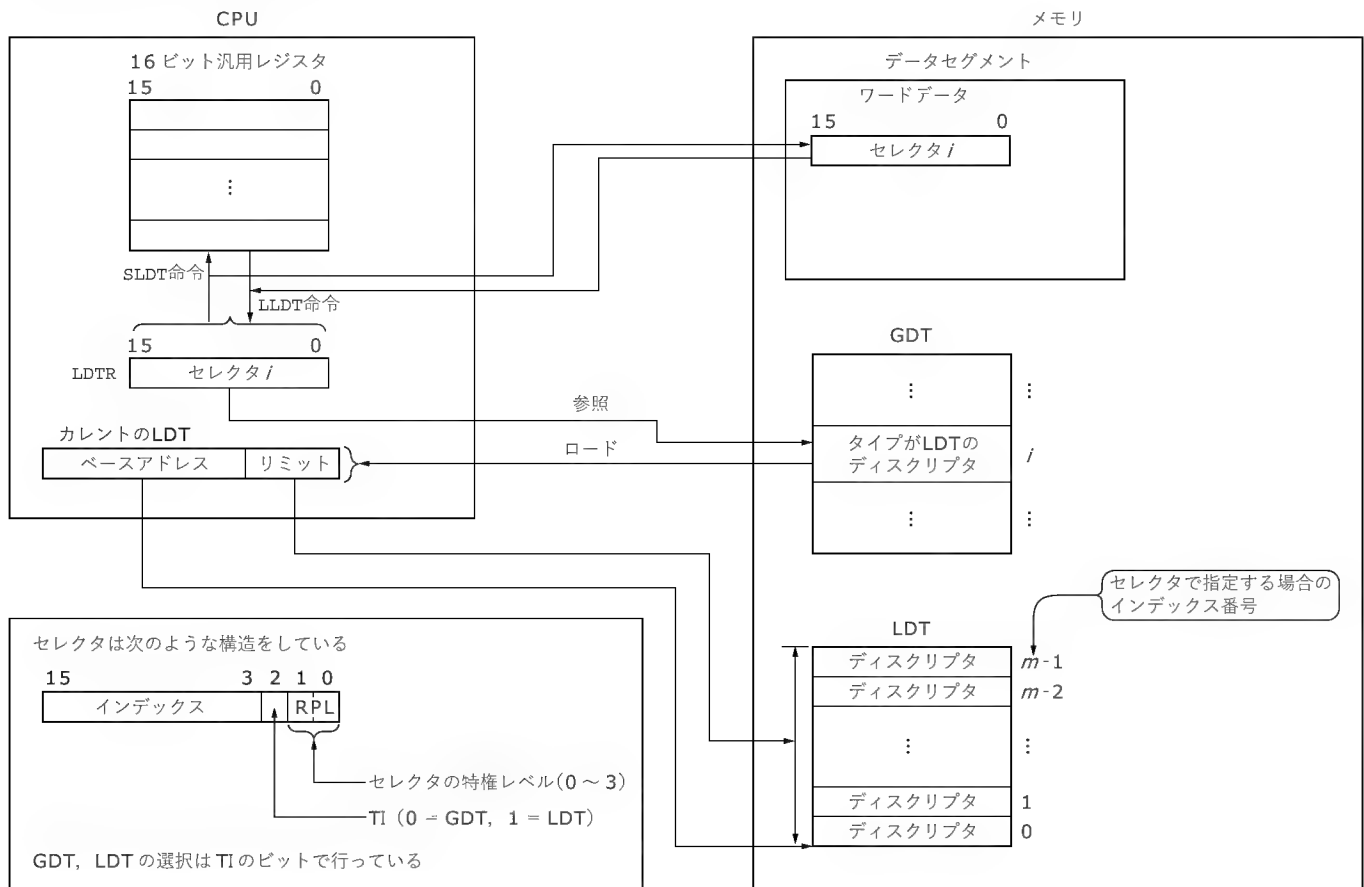 CPU
16 ビット汎用レジスタ
15 0
⋮
SLDT命令
LLDT命令
15 0
LDTR セレクタ i
カレントのLDT
ベースアドレス リミット
参照
ロード
メモリ
データセグメント
ワードデータ
15 0
セレクタ i
GDT
⋮ ⋮
タイプがLDTの
ディスクリプタ i
⋮ ⋮
セレクタで指定する場合の
インデックス番号
LDT
ディスクリプタ m-1
ディスクリプタ m-2
⋮ ⋮
ディスクリプタ 1
ディスクリプタ 0
セレクタは次のような構造をしている
15 3 2 1 0
インデックス RPL
セレクタの特権レベル(0 ～ 3)
TI (0 = GDT, 1 = LDT)
GDT, LDT の選択は TI のビットで行っている